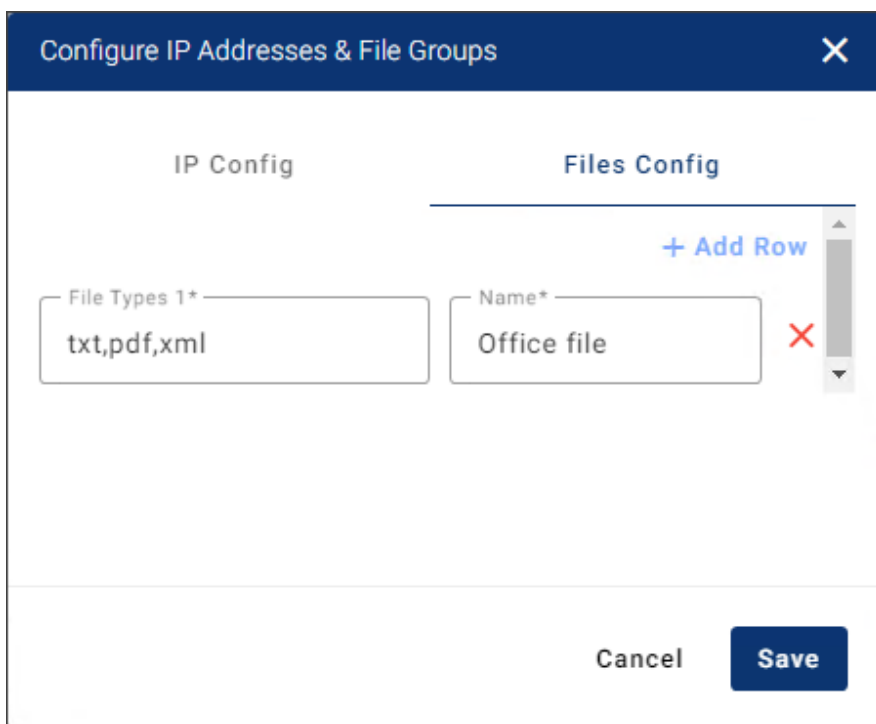 Configure IP Addresses & File Groups
IP Config
Files Config
+ Add Row
File Types 1*
Name*
txt,pdf,xml
Office file
Cancel
Save